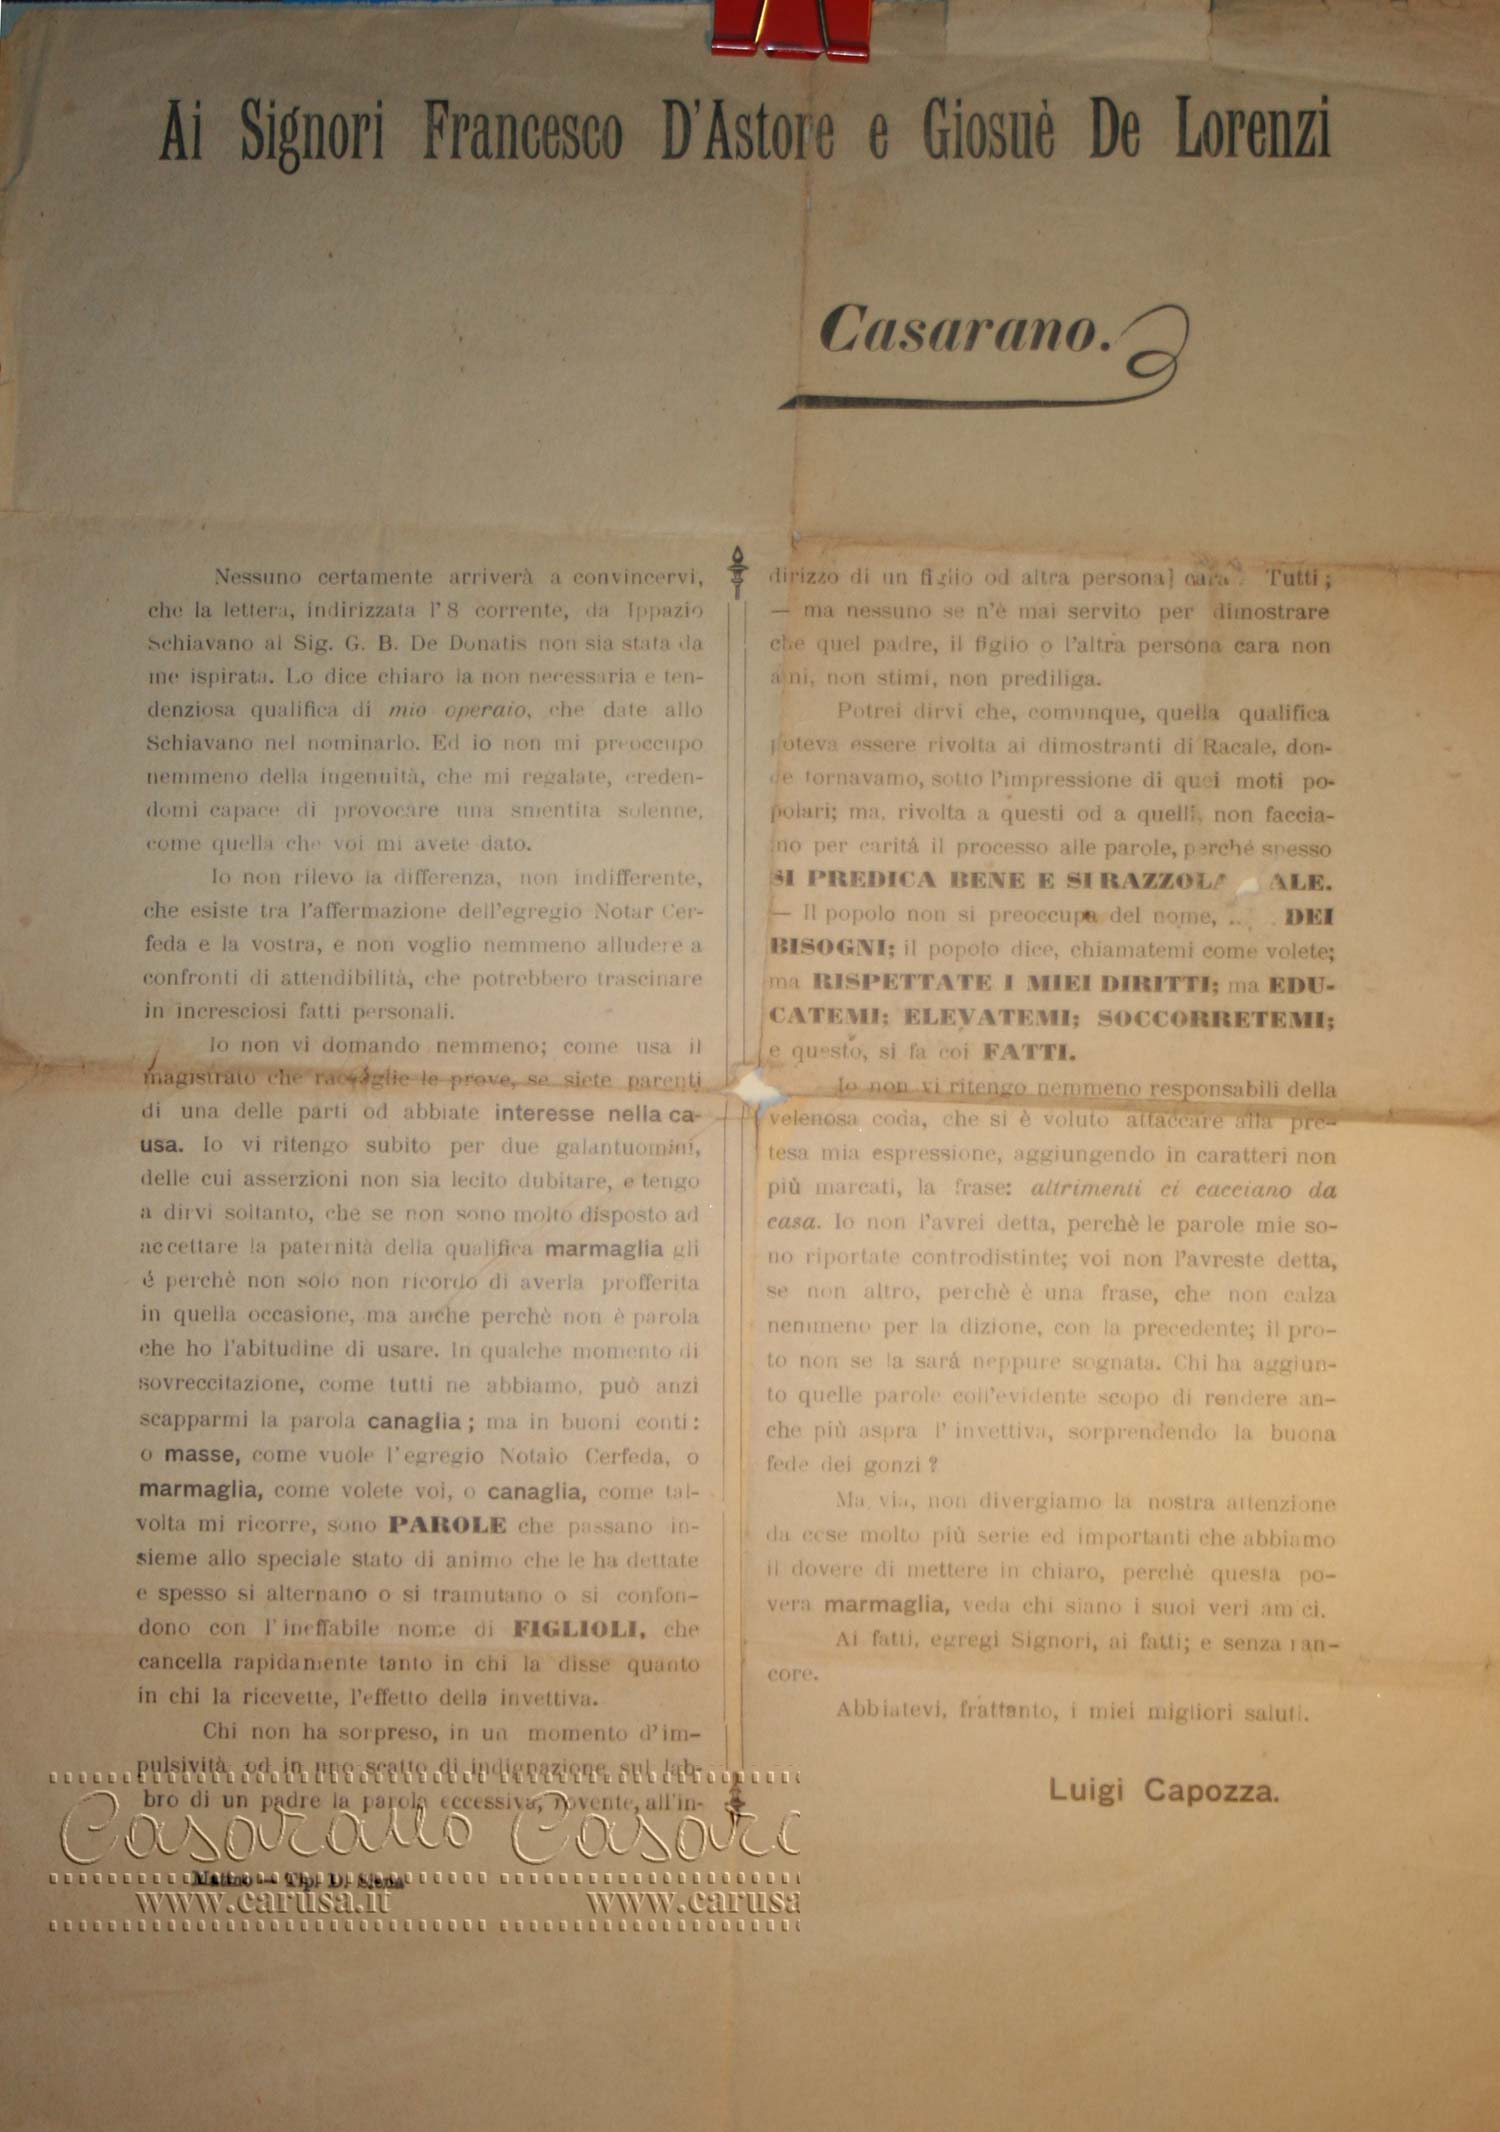 Ai Signori Francesco D'Astore e Giosuè De Lorenzi
Casarano.
Nessuno certamente arriverà a convincervi,
che la lettera, indirizzata l'8 corrente, da Ippazio
Schiavano al Sig. G. B. De Donatis non sia stata da
me ispirata. Lo dice chiaro la non necessaria e ten-
denziosa qualifica di mio operaio, che date allo
Schiavano nel nominarlo. Ed io non mi preoccupo
nemmeno della ingenuità, che mi regalate, creden-
domi capace di provocare una smentita solenne,
come quella che voi mi avete dato.
Io non rilevo la differenza, non indifferente,
che esiste tra l'affermazione dell'egregio Notar Cer-
feda e la vostra, e non voglio nemmeno alludere a
confronti di attendibilità, che potrebbero trascinare
in incresciosi fatti personali.
Io non vi domando nemmeno; come usa il
magistrato che raccoglie le prove, se siete parenti
di una delle parti od abbiate interesse nella ca-
usa. Io vi ritengo subito per due galantuomini,
delle cui asserzioni non sia lecito dubitare, e tengo
a dirvi soltanto, che se non sono molto disposto ad
accettare la paternità della qualifica marmaglia gli
é perchè non solo non ricordo di averla profferita
in quella occasione, ma anche perchè non è parola
che ho l'abitudine di usare. In qualche momento di
sovreccitazione, come tutti ne abbiamo, può anzi
scapparmi la parola canaglia; ma in buoni conti:
o masse, come vuole l'egregio Notaio Cerfeda, o
marmaglia, come volete voi, o canaglia, come tal-
volta mi ricorre, sono PAROLE che passano in-
sieme allo speciale stato di animo che le ha dettate
e spesso si alternano o si tramutano o si confon-
dono con l'ineffabile nome di FIGLIOLI, che
cancella rapidamente tanto in chi la disse quanto
in chi la ricevette, l'effetto della invettiva.
Chi non ha sorpreso, in un momento d'im-
pulsività od in uno scatto di indignazione sul lab-
bro di un padre la parola eccessiva, rovente, all'in-
Matino — Tip. D. Siena
dirizzo di un figlio od altra persona cara Tutti;
— ma nessuno se n'è mai servito per dimostrare
che quel padre, il figlio o l'altra persona cara non
ami, non stimi, non prediliga.
Potrei dirvi che, comunque, quella qualifica
poteva essere rivolta ai dimostranti di Racale, don-
de tornavamo, sotto l'impressione di quei moti po-
polari; ma, rivolta a questi od a quelli, non faccia-
mo per caritá il processo alle parole, perché spesso
SI PREDICA BENE E SI RAZZOLA ALE.
— Il popolo non si preoccupa del nome, DEI
BISOGNI; il popolo dice, chiamatemi come volete;
ma RISPETTATE I MIEI DIRITTI; ma EDU-
CATEMI; ELEVATEMI; SOCCORRETEMI;
e questo, si fa coi FATTI.
Io non vi ritengo nemmeno responsabili della
velenosa coda, che si è voluto attaccare alla pre-
tesa mia espressione, aggiungendo in caratteri non
più marcati, la frase: altrimenti ci cacciano da
casa. Io non l'avrei detta, perchè le parole mie so-
no riportate controdistinte; voi non l'avreste detta,
se non altro, perchè è una frase, che non calza
nemmeno per la dizione, con la precedente; il pro-
to non se la sará neppure sognata. Chi ha aggiun-
to quelle parole coll'evidente scopo di rendere an-
che più aspra l'invettiva, sorprendendo la buona
fede dei gonzi?
Ma via, non divergiamo la nostra attenzione
da cose molto più serie ed importanti che abbiamo
il dovere di mettere in chiaro, perchè questa po-
vera marmaglia, veda chi siano i suoi veri amici.
Ai fatti, egregi Signori, ai fatti; e senza ran-
core.
Abbiatevi, frattanto, i miei migliori saluti.
Luigi Capozza.
Casarano Casar
www.carusa.it www.carusa